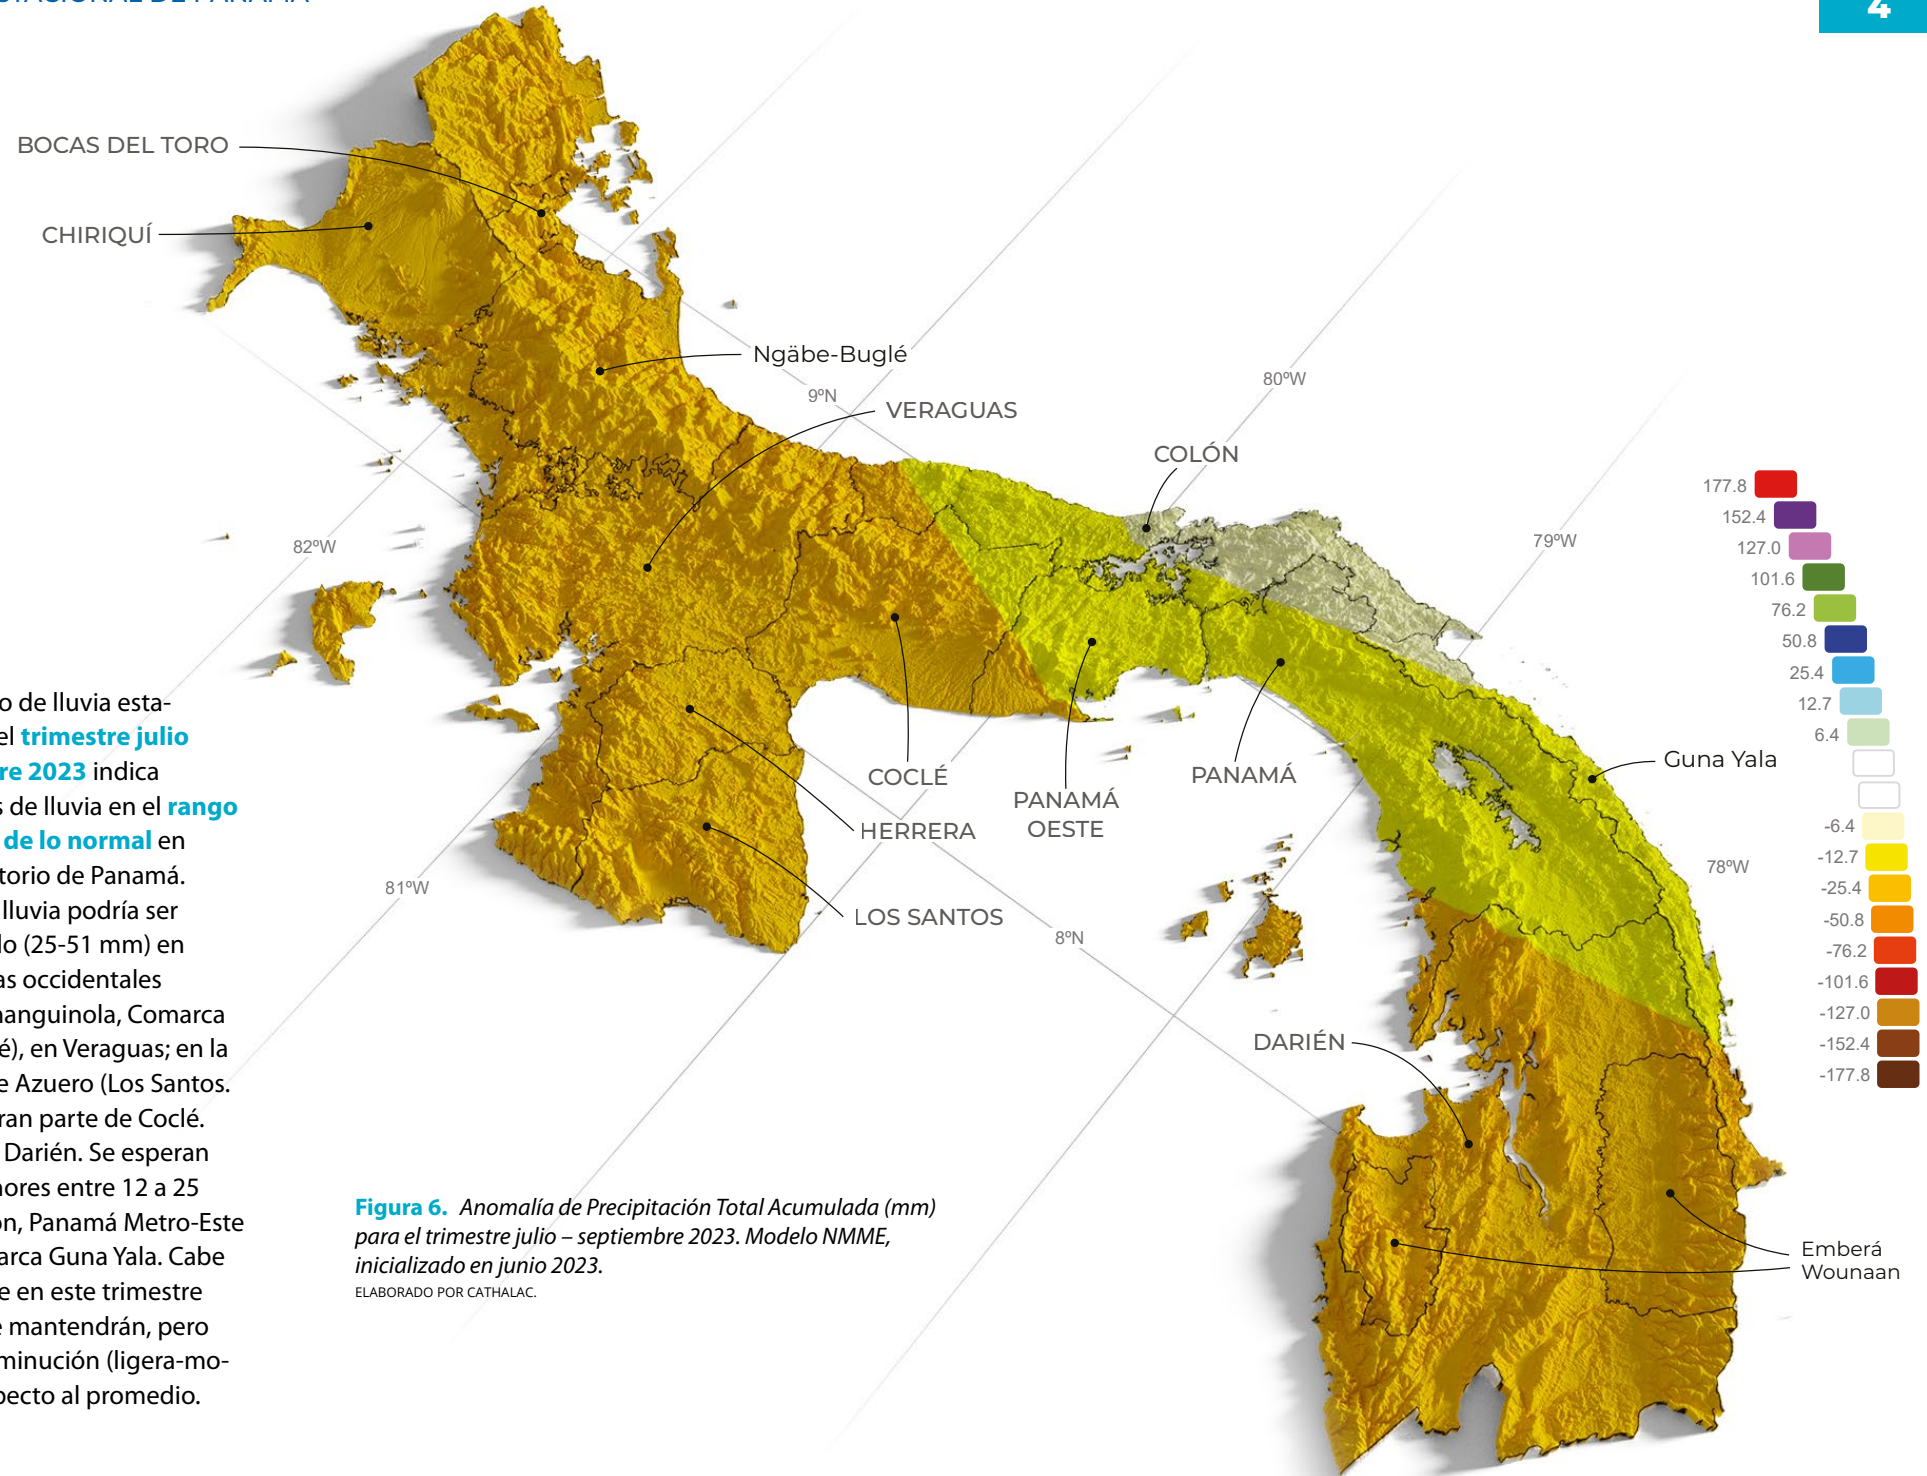 DE PANAMÁ
4
BOCAS DEL TORO
CHIRIQUÍ
Ngäbe-Buglé
9ºN
VERAGUAS
80ºW
COLÓN
79ºW
82ºW
177.8
152.4
127.0
101.6
76.2
50.8
25.4
12.7
6.4
-6.4
-12.7
-25.4
-50.8
-76.2
-101.6
-127.0
-152.4
-177.8
COCLÉ
PANAMÁ
OESTE
PANAMÁ
Guna Yala
HERRERA
78ºW
81ºW
LOS SANTOS
8ºN
DARIÉN
Emberá
Wounaan
o de lluvia esta-
el trimestre julio
re 2023 indica
s de lluvia en el rango
de lo normal en
torio de Panamá.
lluvia podría ser
do (25-51 mm) en
as occidentales
hanguinola, Comarca
é), en Veraguas; en la
e Azuero (Los Santos.
ran parte de Coclé.
Darién. Se esperan
nores entre 12 a 25
ón, Panamá Metro-Este
arca Guna Yala. Cabe
e en este trimestre
e mantendrán, pero
minución (ligera-mo-
pecto al promedio.
Figura 6. Anomalía de Precipitación Total Acumulada (mm)
para el trimestre julio – septiembre 2023. Modelo NMME,
inicializado en junio 2023.
ELABORADO POR CATHALAC.